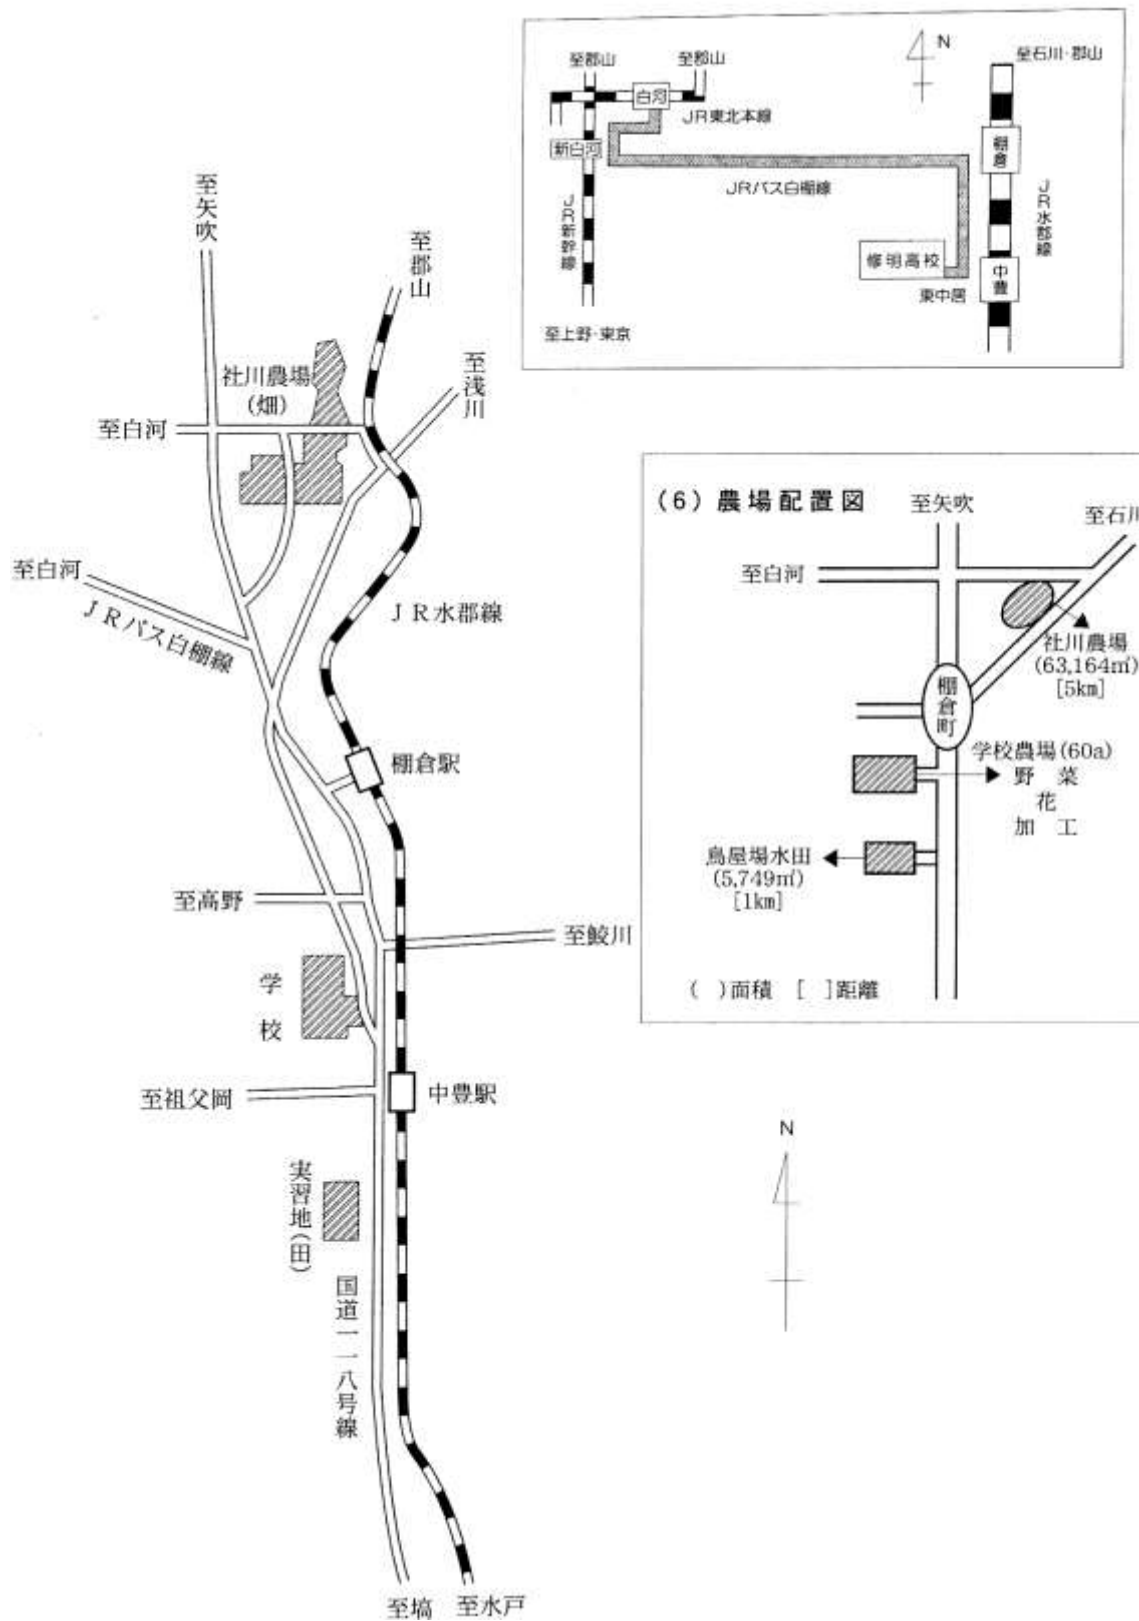 至郡山
至郡山
N
至石川・郡山
白河
JR東北本線
新白河
棚倉
JRバス白棚線
JR新幹線
JR水郡線
修明高校
中豊
東中居
至上野・東京
至矢吹
至郡山
至浅川
社川農場
(畑)
至白河
至白河
JRバス白棚線
JR水郡線
棚倉駅
至高野
至鮫川
学校
至祖父岡
中豊駅
実習地(田)
国道一一八号線
至塙
至水戸
(6)農場配置図
至矢吹
至石川
至白河
社川農場
(63,164㎡)
[5km]
棚倉町
学校農場(60a)
野菜
花
加工
鳥屋場水田
(5,749㎡)
[1km]
( )面積 [ ]距離
N